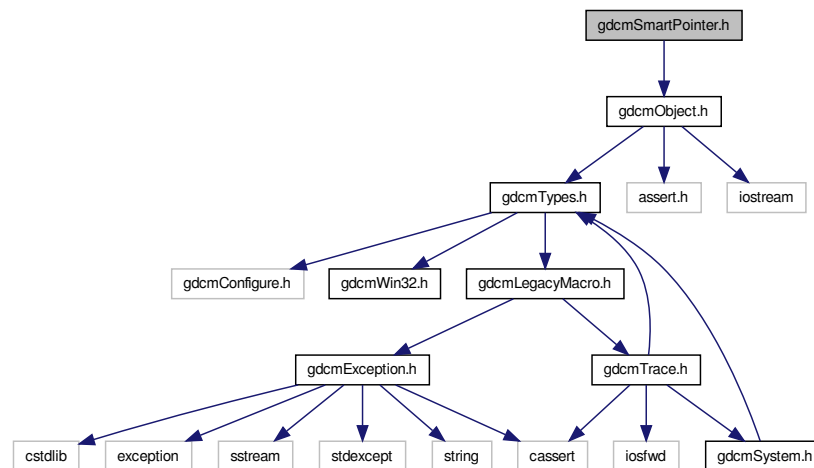 gdcmSmartPointer.h
gdcmObject.h
gdcmTypes.h
assert.h
iostream
gdcmConfigure.h
gdcmWin32.h
gdcmLegacyMacro.h
gdcmException.h
gdcmTrace.h
cstdlib
exception
sstream
stdexcept
string
cassert
iosfwd
gdcmSystem.h